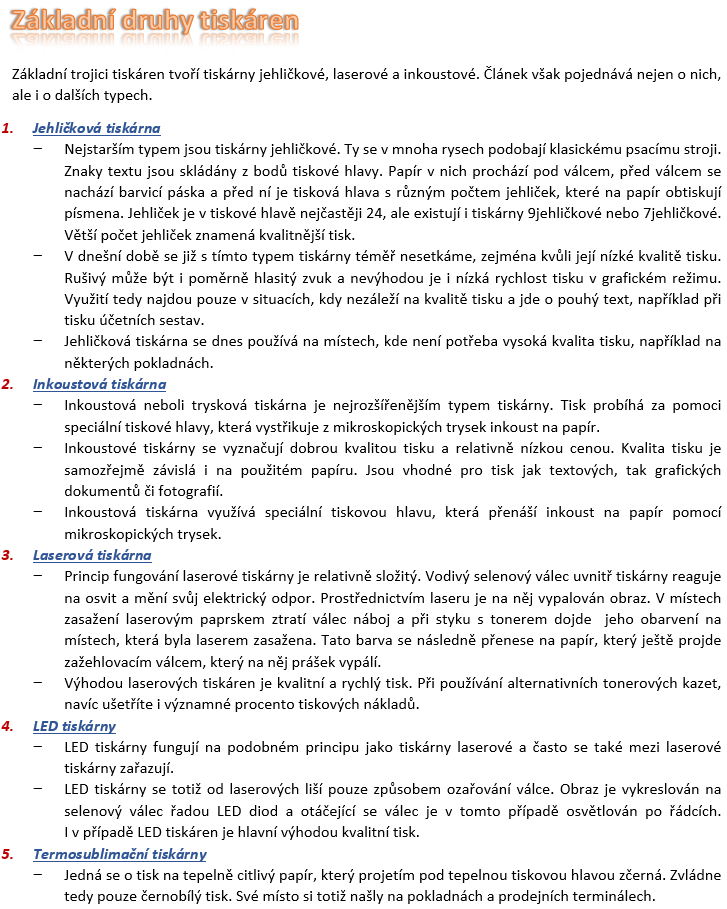 Základní druhy tiskáren
Základní trojici tiskáren tvoří tiskárny jehličkové, laserové a inkoustové. Článek však pojednává nejen o nich,
ale i o dalších typech.
1. Jehličková tiskárna
– Nejstarším typem jsou tiskárny jehličkové. Ty se v mnoha rysech podobají klasickému psacímu stroji.
Znaky textu jsou skládány z bodů tiskové hlavy. Papír v nich prochází pod válcem, před válcem se
nachází barvicí páska a před ní je tisková hlava s různým počtem jehliček, které na papír obtiskují
písmena. Jehliček je v tiskové hlavě nejčastěji 24, ale existují i tiskárny 9jehličkové nebo 7jehličkové.
Větší počet jehliček znamená kvalitnější tisk.
– V dnešní době se již s tímto typem tiskárny téměř nesetkáme, zejména kvůli její nízké kvalitě tisku.
Rušivý může být i poměrně hlasitý zvuk a nevýhodou je i nízká rychlost tisku v grafickém režimu.
Využití tedy najdou pouze v situacích, kdy nezáleží na kvalitě tisku a jde o pouhý text, například při
tisku účetních sestav.
– Jehličková tiskárna se dnes používá na místech, kde není potřeba vysoká kvalita tisku, například na
některých pokladnách.
2. Inkoustová tiskárna
– Inkoustová neboli trysková tiskárna je nejrozšířenějším typem tiskárny. Tisk probíhá za pomoci
speciální tiskové hlavy, která vystřikuje z mikroskopických trysek inkoust na papír.
– Inkoustové tiskárny se vyznačují dobrou kvalitou tisku a relativně nízkou cenou. Kvalita tisku je
samozřejmě závislá i na použitém papíru. Jsou vhodné pro tisk jak textových, tak grafických
dokumentů či fotografií.
– Inkoustová tiskárna využívá speciální tiskovou hlavu, která přenáší inkoust na papír pomocí
mikroskopických trysek.
3. Laserová tiskárna
– Princip fungování laserové tiskárny je relativně složitý. Vodivý selenový válec uvnitř tiskárny reaguje
na osvit a mění svůj elektrický odpor. Prostřednictvím laseru je na něj vypalován obraz. V místech
zasažení laserovým paprskem ztratí válec náboj a při styku s tonerem dojde  jeho obarvení na
místech, která byla laserem zasažena. Tato barva se následně přenese na papír, který ještě projde
zažehlovacím válcem, který na něj prášek vypálí.
– Výhodou laserových tiskáren je kvalitní a rychlý tisk. Při používání alternativních tonerových kazet,
navíc ušetříte i významné procento tiskových nákladů.
4. LED tiskárny
– LED tiskárny fungují na podobném principu jako tiskárny laserové a často se také mezi laserové
tiskárny zařazují.
– LED tiskárny se totiž od laserových liší pouze způsobem ozařování válce. Obraz je vykreslován na
selenový válec řadou LED diod a otáčející se válec je v tomto případě osvětlován po řádcích.
I v případě LED tiskáren je hlavní výhodou kvalitní tisk.
5. Termosublimační tiskárny
– Jedná se o tisk na tepelně citlivý papír, který projetím pod tepelnou tiskovou hlavou zčerná. Zvládne
tedy pouze černobílý tisk. Své místo si totiž našly na pokladnách a prodejních terminálech.